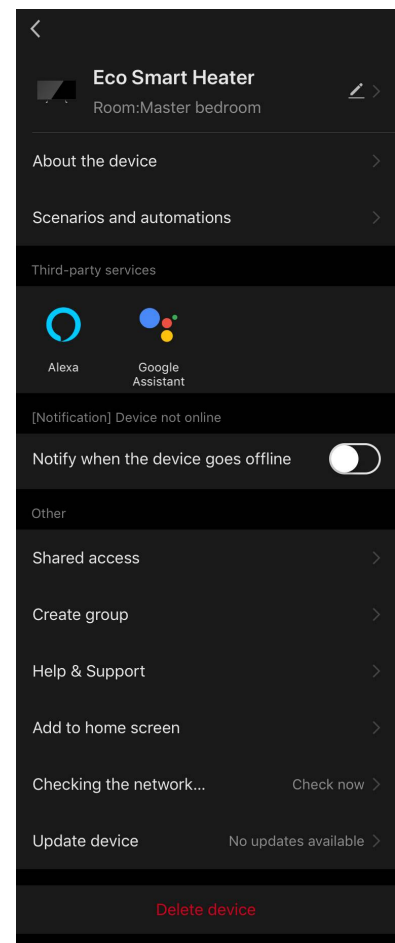 Eco Smart Heater
Room:Master bedroom
About the device
Scenarios and automations
Third-party services
Alexa
Google
Assistant
[Notification] Device not online
Notify when the device goes offline
Other
Shared access
Create group
Help & Support
Add to home screen
Checking the network... Check now
Update device No updates available
Delete device